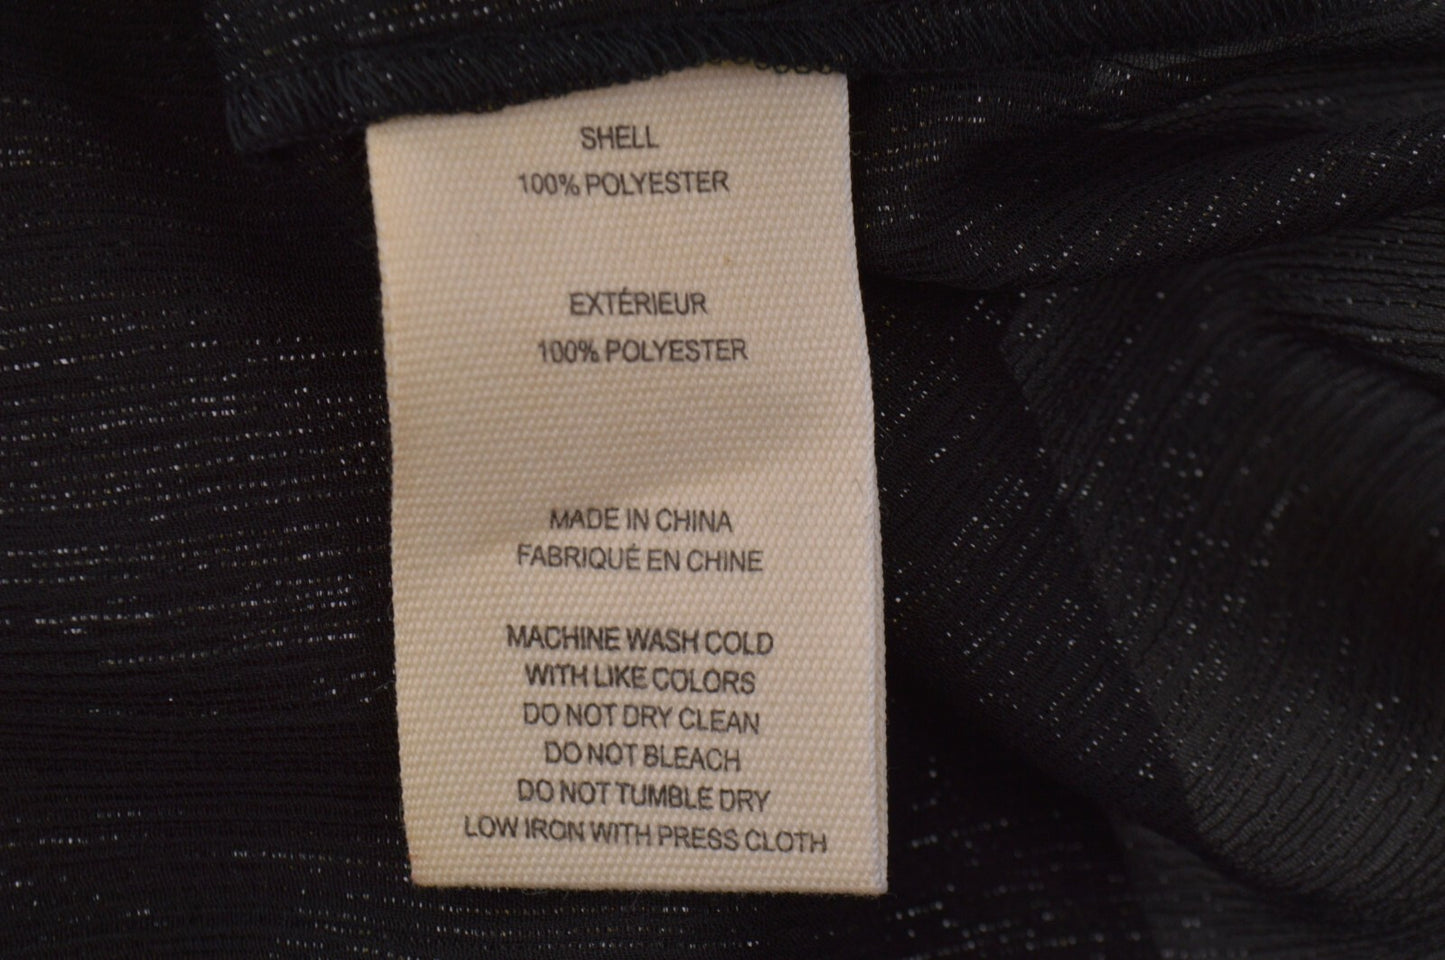 SHELL
100% POLYESTER
EXTÉRIEUR
100% POLYESTER
MADE IN CHINA
FABRIQUÉ EN CHINE
MACHINE WASH COLD
WITH LIKE COLORS
DO NOT DRY CLEAN
DO NOT BLEACH
DO NOT TUMBLE DRY
LOW IRON WITH PRESS CLOTH